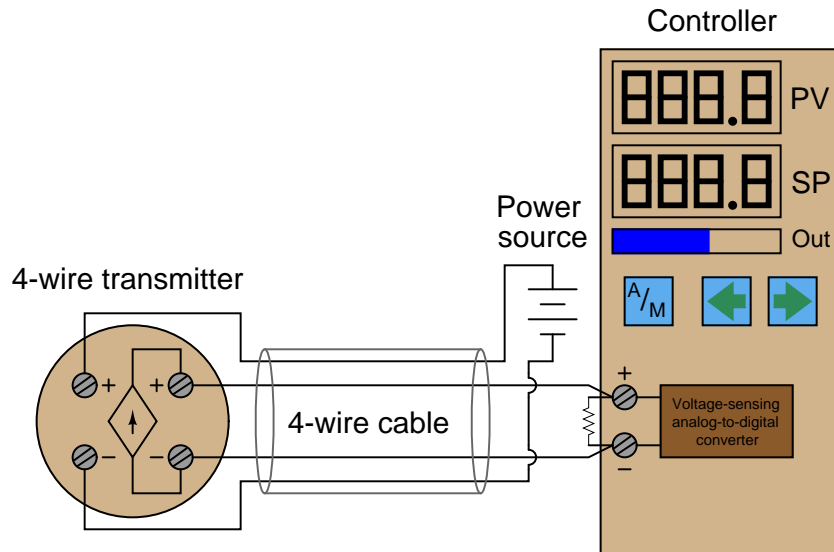 Controller
888.8
PV
888.8
SP
Out
A/M
Power
source
4-wire transmitter
+
+
−
−
4-wire cable
+
−
Voltage-sensing
analog-to-digital
converter